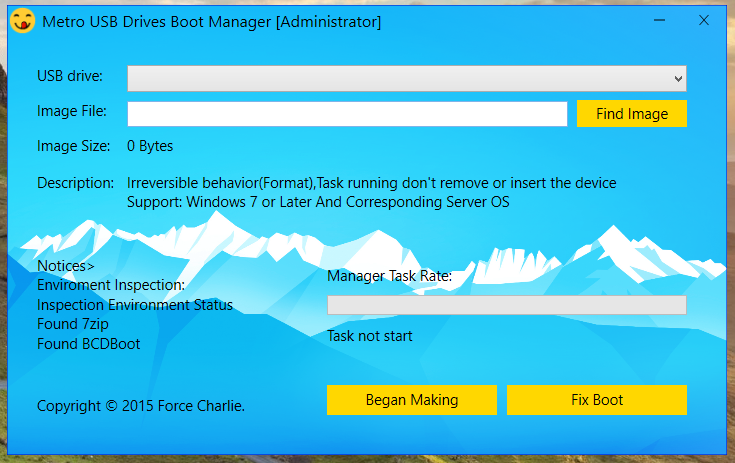 Metro USB Drives Boot Manager [Administrator]
USB drive:
Image File:
Find Image
Image Size: 0 Bytes
Description: Irreversible behavior(Format),Task running don't remove or insert the device
Support: Windows 7 or Later And Corresponding Server OS
Notices>
Enviroment Inspection:
Inspection Environment Status
Found 7zip
Found BCDBoot
Manager Task Rate:
Task not start
Began Making
Fix Boot
Copyright © 2015 Force Charlie.